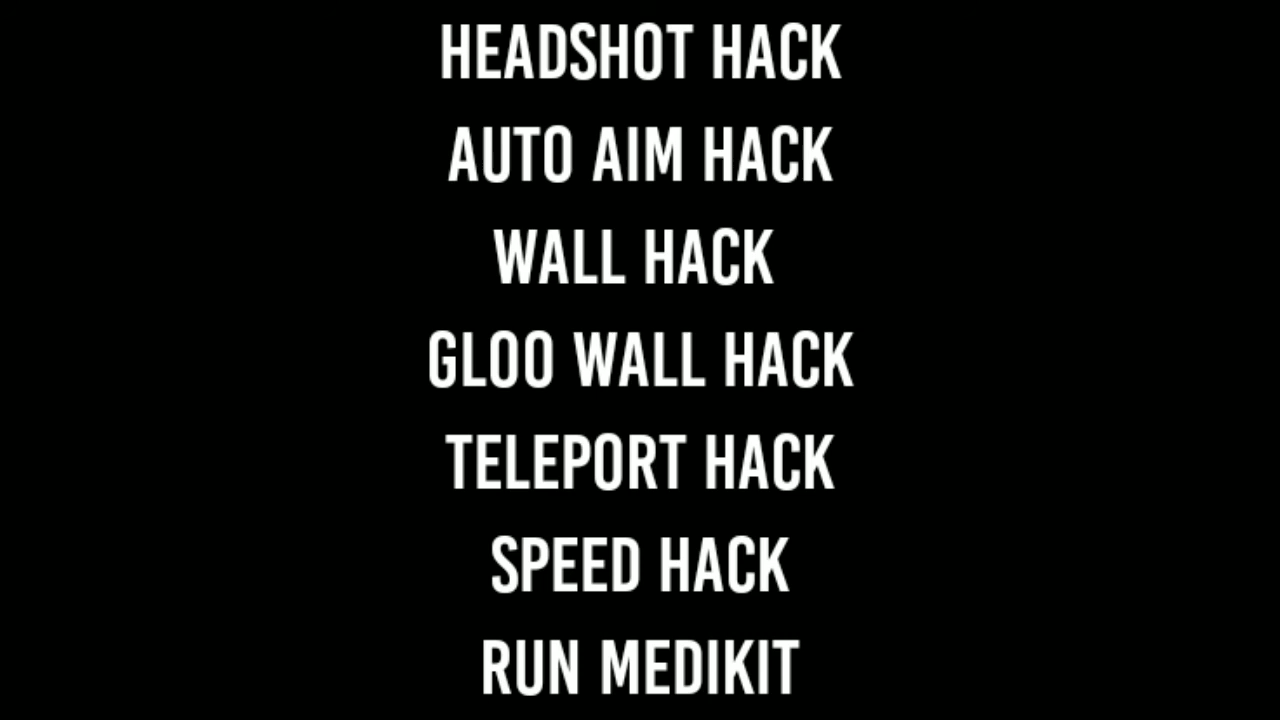 HEADSHOT HACK
AUTO AIM HACK
WALL HACK
GLOO WALL HACK
TELEPORT HACK
SPEED HACK
RUN MEDIKIT